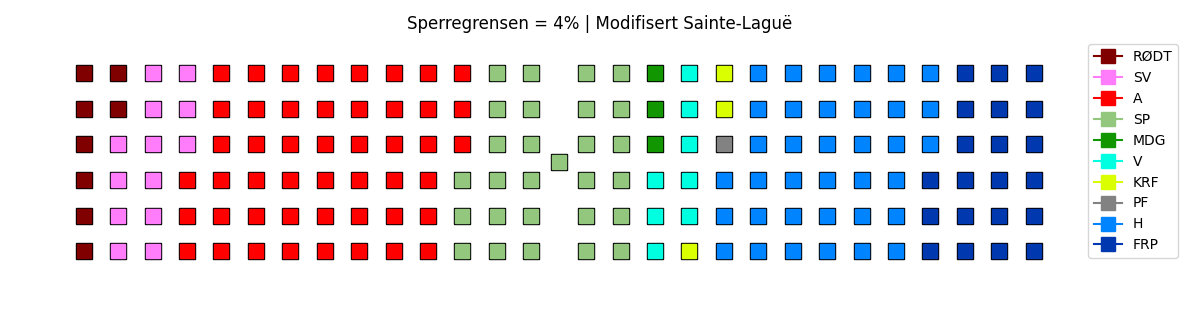 Sperregrensen = 4% | Modifisert Sainte-Laguë
RØDT
SV
A
SP
MDG
V
KRF
PF
H
FRP